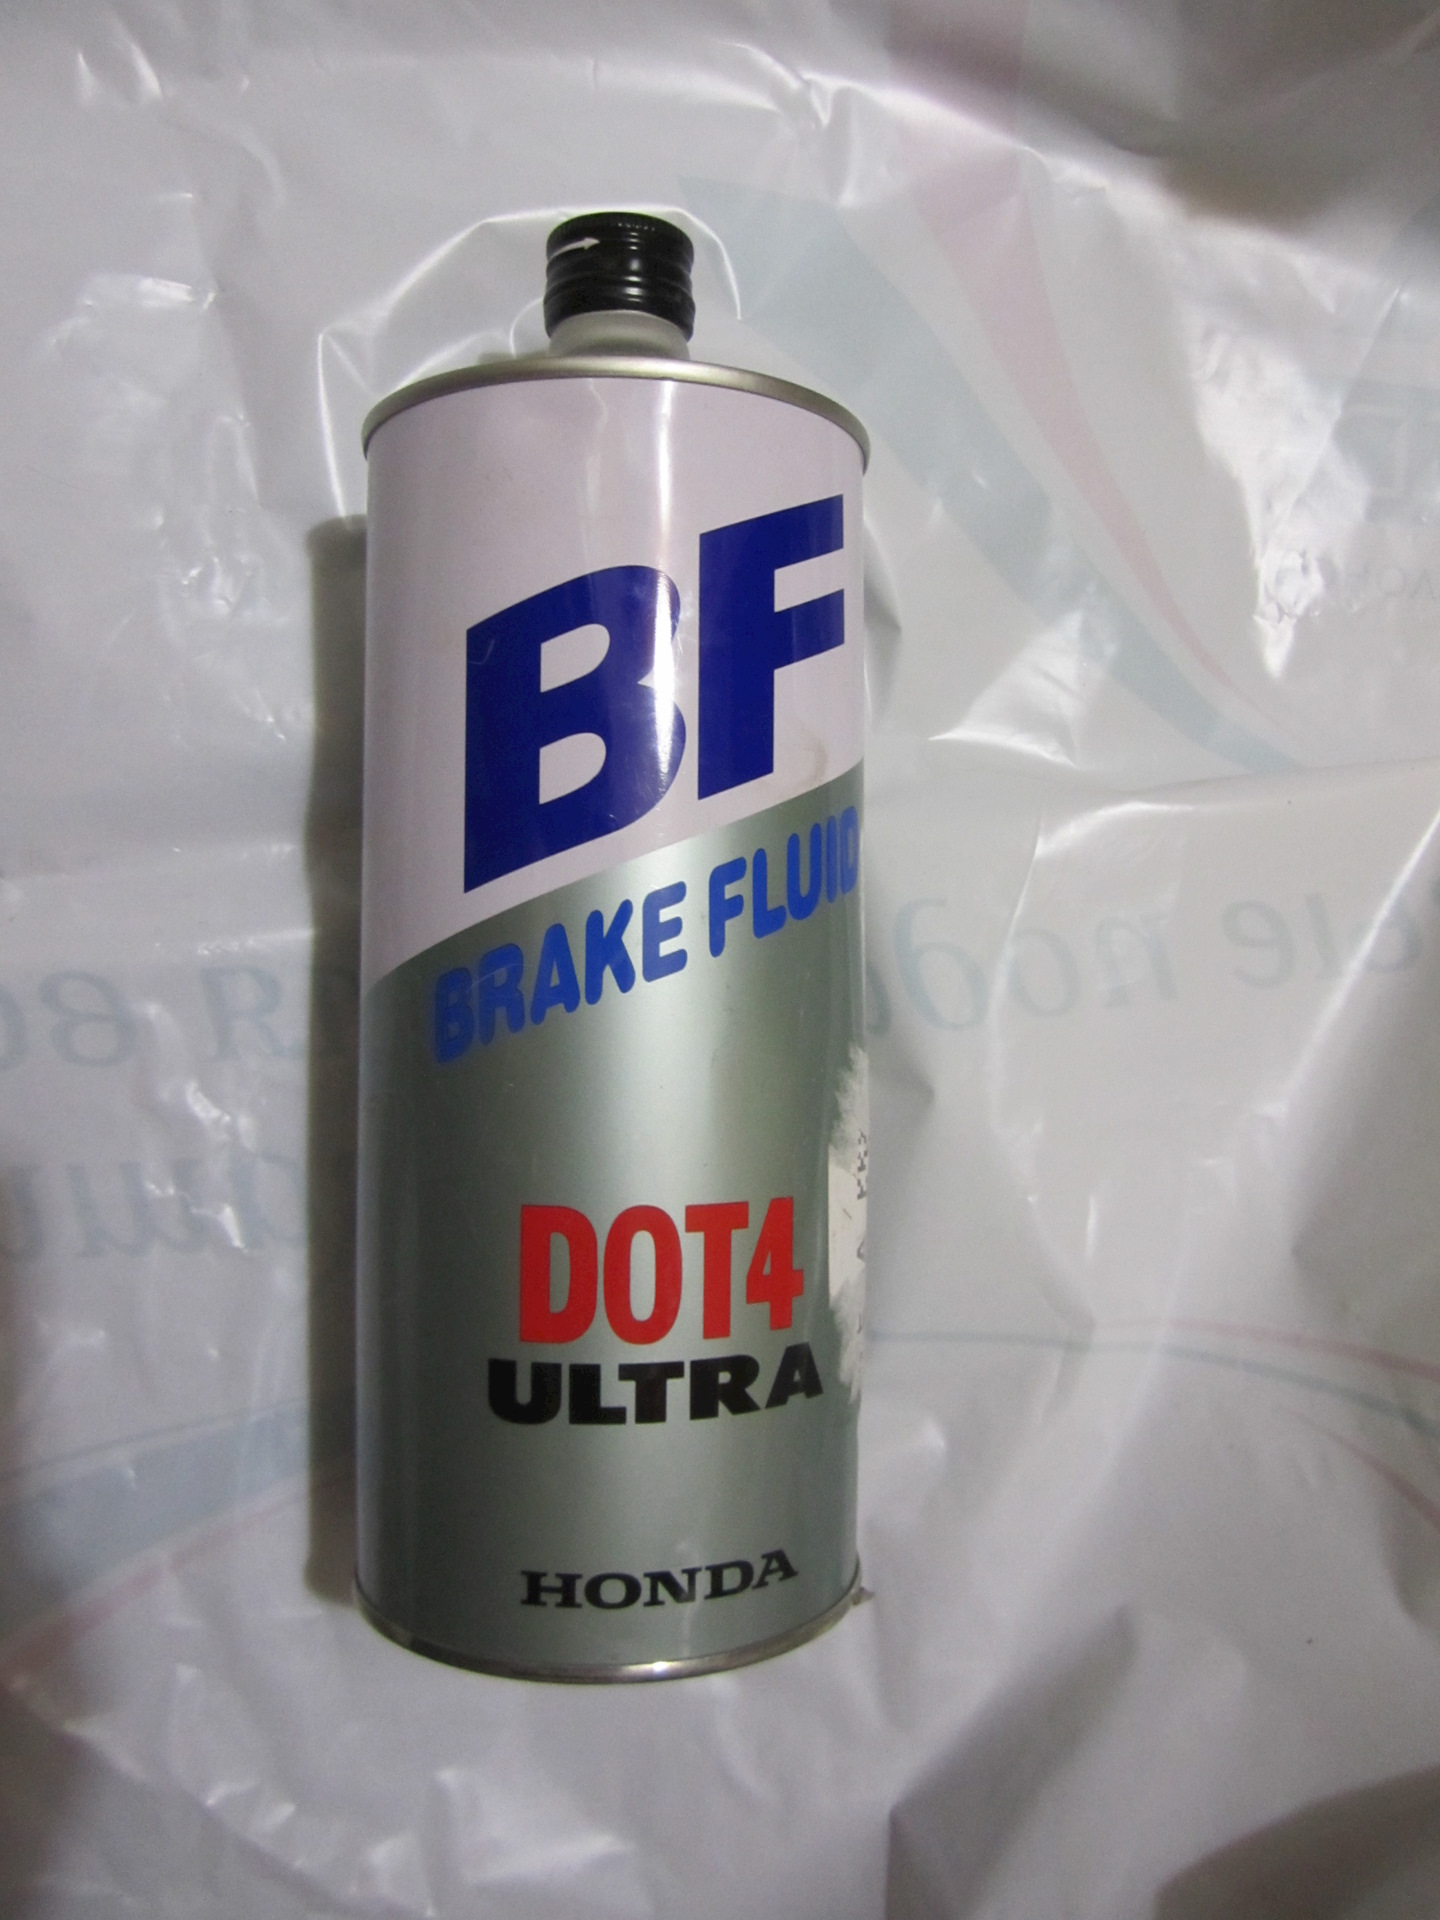 BF
BRAKE FLUID
DOT4
ULTRA
HONDA